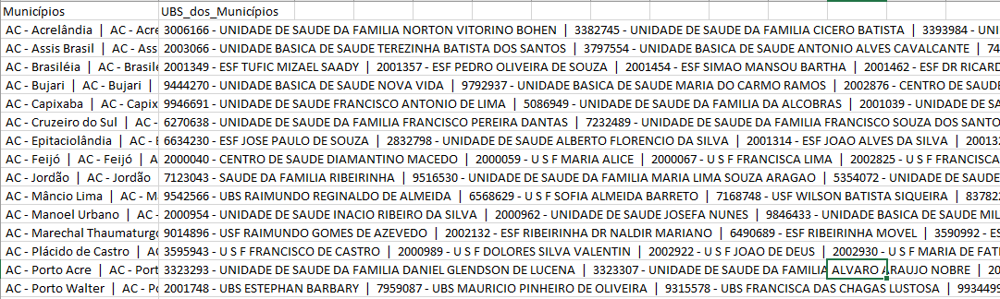 Municípios UBS_dos_Municípios
AC - Acrelândia | AC - Acre 3006166 - UNIDADE DE SAUDE DA FAMILIA NORTON VITORINO BOHEN | 3382745 - UNIDADE DE SAUDE DA FAMILIA CICERO BATISTA | 3393984 - UNI
AC - Assis Brasil | AC - Ass 2003066 - UNIDADE BASICA DE SAUDE TEREZINHA BATISTA DOS SANTOS | 3797554 - UNIDADE BASICA DE SAUDE ANTONIO ALVES CAVALCANTE | 74
AC - Brasiléia | AC - Brasile 2001349 - ESF TUFIC MIZAEL SAADY | 2001357 - ESF PEDRO OLIVEIRA DE SOUZA | 2001454 - ESF SIMAO MANSOU BARTHA | 2001462 - ESF DR RICARD
AC - Bujari | AC - Bujari | 9444270 - UNIDADE BASICA DE SAUDE NOVA VIDA | 9792937 - UNIDADE BASICA DE SAUDE MARIA DO CARMO RAMOS | 2002876 - CENTRO DE SAUDE
AC - Capixaba | AC - Capix 9946691 - UNIDADE SAUDE FRANCISCO ANTONIO DE LIMA | 5086949 - UNIDADE DE SAUDE DA FAMILIA DA ALCOBRAS | 2001039 - UNIDADE DE SA
AC - Cruzeiro do Sul | AC - 6270638 - UNIDADE DE SAUDE DA FAMILIA FRANCISCO PEREIRA DANTAS | 7232489 - UNIDADE DE SAUDE DA FAMILIA FRANCISCO SOUZA DOS SANTO
AC - Epitaciolândia | AC - E 6634230 - ESF JOSE PAULO DE SOUZA | 2832798 - UNIDADE DE SAUDE ALBERTO FLORENCIO DA SILVA | 2001314 - ESF JOAO ALVES DA SILVA | 200132
AC - Feijó | AC - Feijó | A 2000040 - CENTRO DE SAUDE DIAMANTINO MACEDO | 2000059 - U S F MARIA ALICE | 2000067 - U S F FRANCISCA LIMA | 2002825 - U S F FRANCISCA
AC - Jordão | AC - Jordão 7123043 - SAUDE DA FAMILIA RIBEIRINHA | 9516530 - UNIDADE DE SAUDE DA FAMILIA MARIA LIMA SOUZA ARAGAO | 5354072 - UNIDADE DE SAUDE
AC - Mâncio Lima | AC - M 9542566 - UBS RAIMUNDO REGINALDO DE ALMEIDA | 6568629 - U S F SOFIA ALMEIDA BARRETO | 7168748 - USF WILSON BATISTA SIQUEIRA | 837823
AC - Manoel Urbano | AC - 2000954 - UNIDADE DE SAUDE INACIO RIBEIRO DA SILVA | 2000962 - UNIDADE DE SAUDE JOSEFA NUNES | 9846433 - UNIDADE BASICA DE SAUDE MIL
AC - Marechal Thaumaturgo 9014896 - USF RAIMUNDO GOMES DE AZEVEDO | 2002132 - ESF RIBEIRINHA DR NALDIR MARIANO | 6490689 - ESF RIBEIRINHA MOVEL | 3590992 - ES
AC - Plácido de Castro | AC 3595943 - U S F FRANCISCO DE CASTRO | 2000989 - U S F DOLORES SILVA VALENTIN | 2002922 - U S F JOAO DE DEUS | 2002930 - U S F MARIA DE FATI
AC - Porto Acre | AC - Port 3323293 - UNIDADE DE SAUDE DA FAMILIA DANIEL GLENDSON DE LUCENA | 3323307 - UNIDADE DE SAUDE DA FAMILIA ALVARO ARAUJO NOBRE | 20
AC - Porto Walter | AC - Po 2001748 - UBS ESTEPHAN BARBARY | 7959087 - UBS MAURICIO PINHEIRO DE OLIVEIRA | 9315578 - UBS FRANCISCA DAS CHAGAS LUSTOSA | 9934499